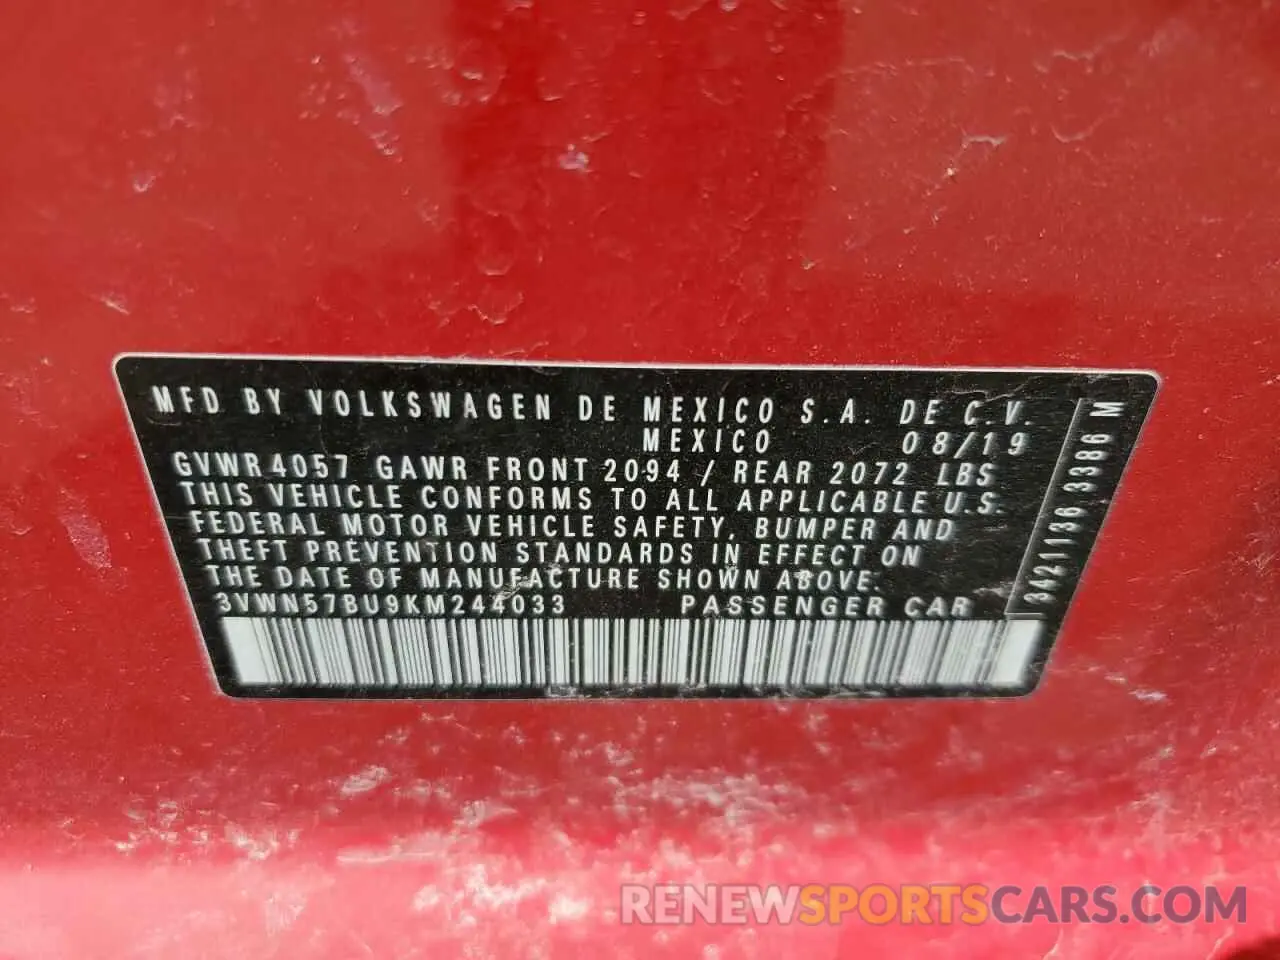 MFD BY VOLKSWAGEN DE MEXICO S.A. DE C.V.
MEXICO 08/19
GVWR 4057 GAWR FRONT 2094 / REAR 2072 LBS
THIS VEHICLE CONFORMS TO ALL APPLICABLE U.S.
FEDERAL MOTOR VEHICLE SAFETY, BUMPER AND
THEFT PREVENTION STANDARDS IN EFFECT ON
THE DATE OF MANUFACTURE SHOWN ABOVE.
3VWN57BU9KM244033 PASSENGER CAR
3421136 3386 M
RENEWSPORTSCARS.COM